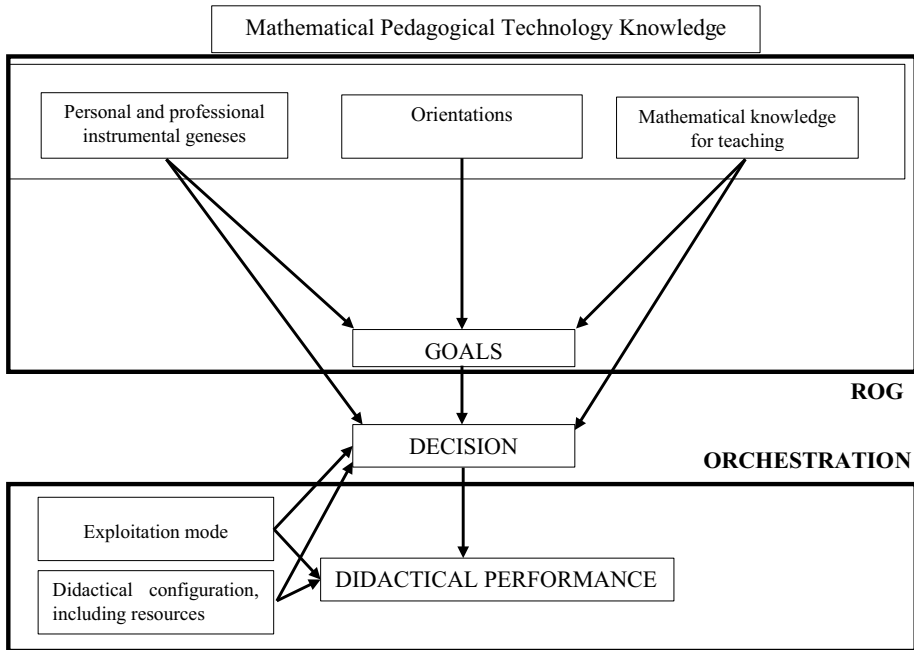 Mathematical Pedagogical Technology Knowledge
Personal and professional
instrumental geneses
Orientations
Mathematical knowledge
for teaching
GOALS
ROG
DECISION
ORCHESTRATION
Exploitation mode
DIDACTICAL PERFORMANCE
Didactical configuration,
including resources